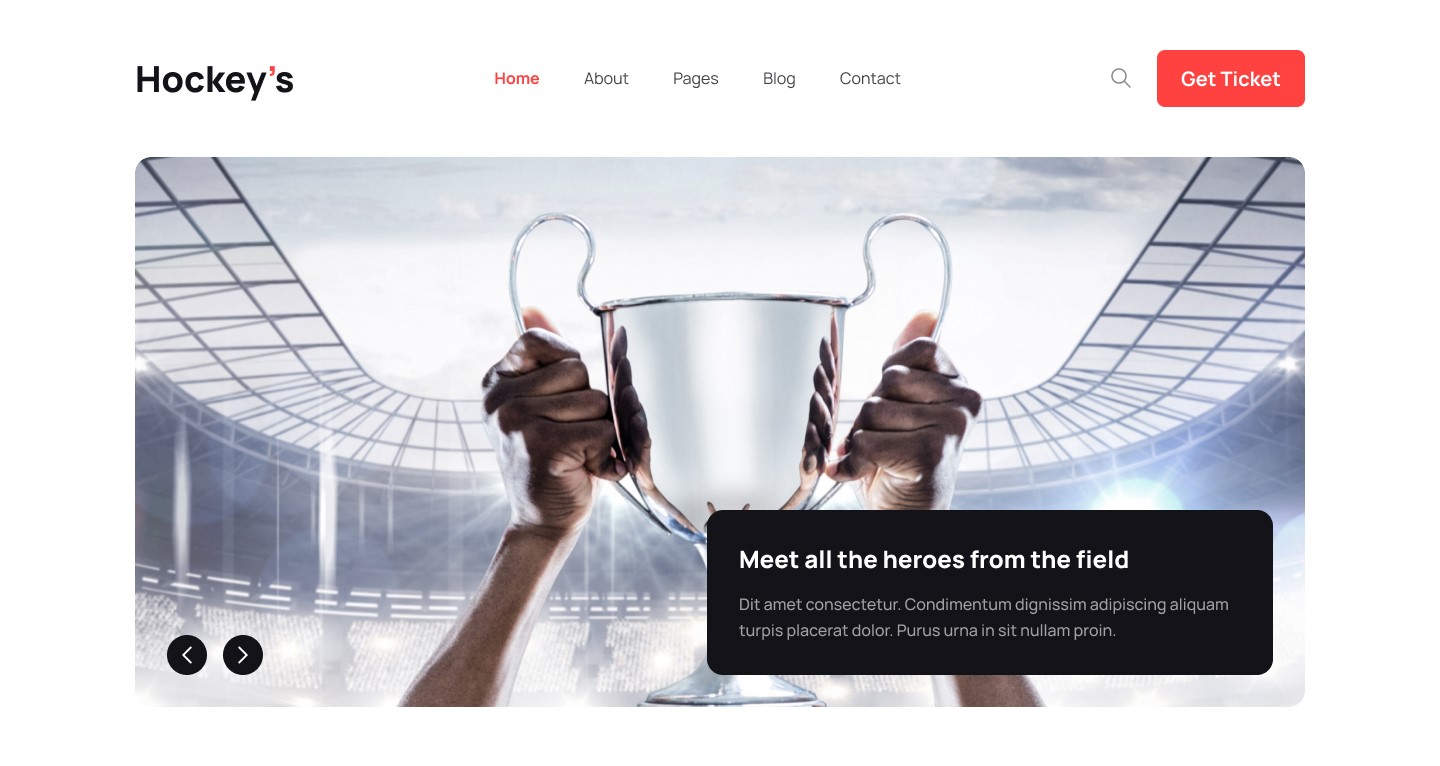 Hockey’s
Home
About
Pages
Blog
Contact
Get Ticket
Meet all the heroes from the field
Dit amet consectetur. Condimentum dignissim adipiscing aliquam
turpis placerat dolor. Purus urna in sit nullam proin.